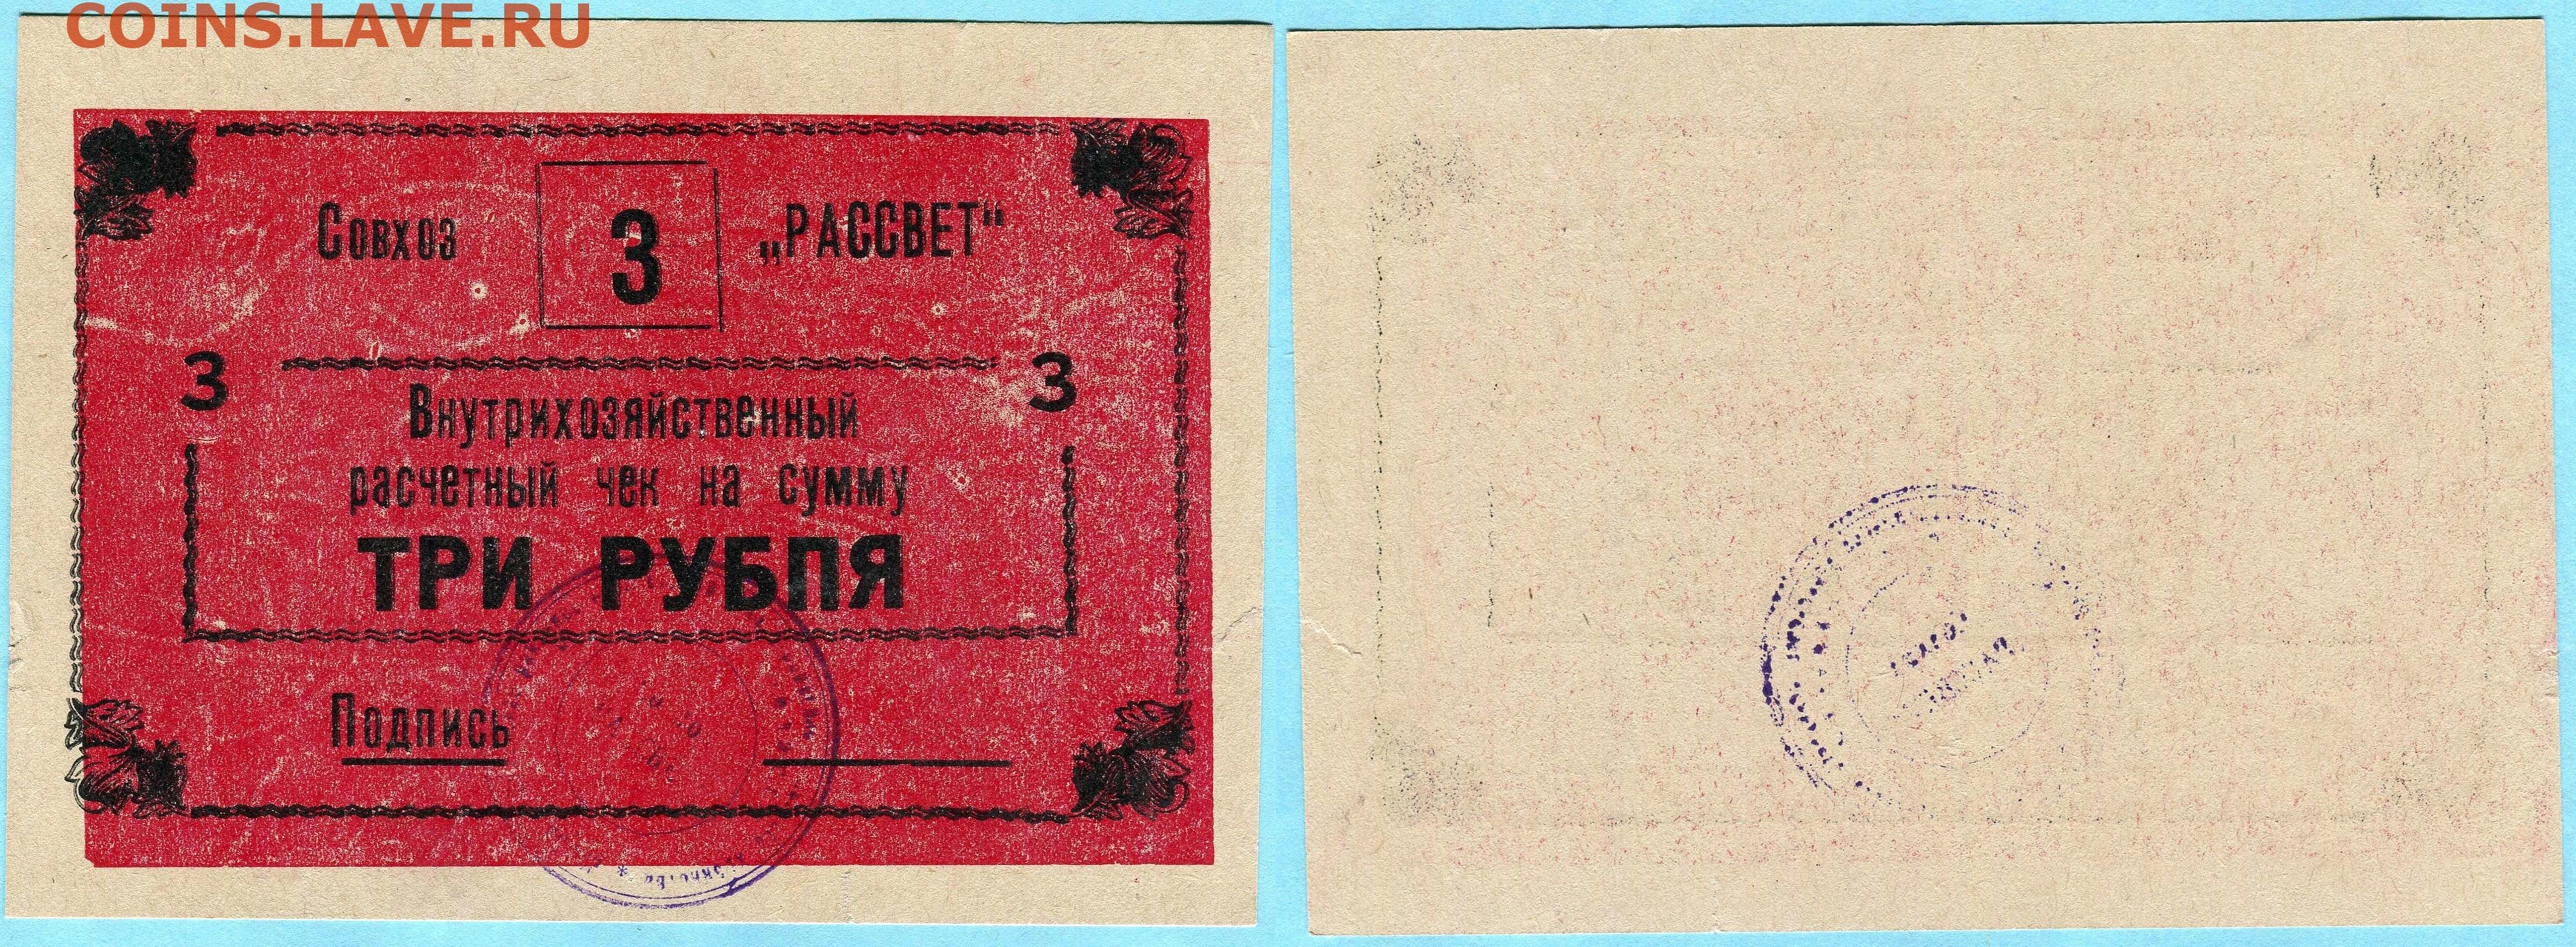 COINS.LAVE.RU
Совхоз 3 „РАССВЕТ“
3 3
Внутрихозяйственный
расчетный чек на сумму
ТРИ РУБЛЯ
Подпись